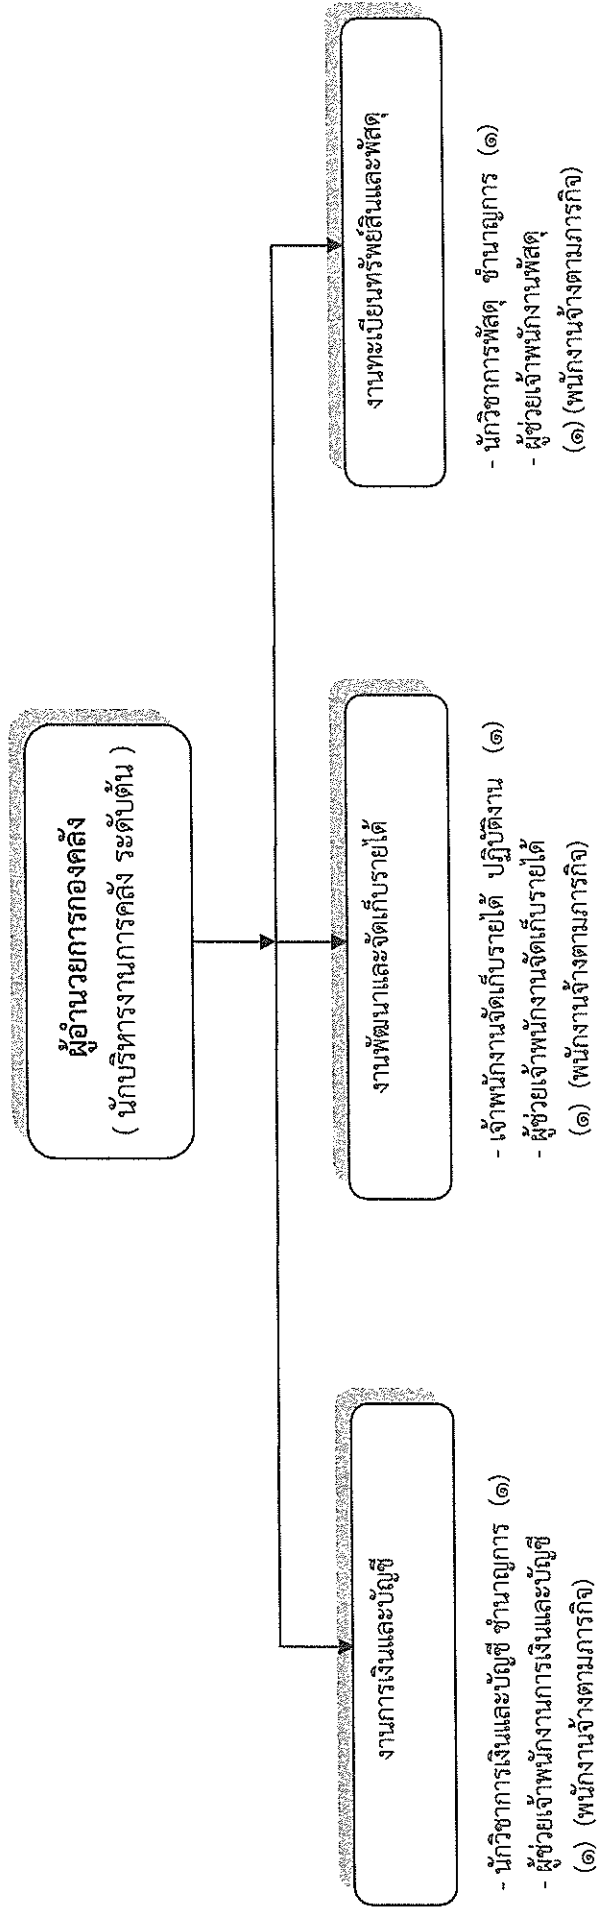 ผู้อำนวยการกองคลัง
( นักบริหารงานการคลัง ระดับต้น )
งานการเงินและบัญชี
- นักวิชาการเงินและบัญชี ชำนาญการ (๑)
- ผู้ช่วยเจ้าพนักงานการเงินและบัญชี
(๑) (พนักงานจ้างตามภารกิจ)
งานพัฒนาและจัดเก็บรายได้
- เจ้าพนักงานจัดเก็บรายได้ ปฏิบัติงาน (๑)
- ผู้ช่วยเจ้าพนักงานจัดเก็บรายได้
(๑) (พนักงานจ้างตามภารกิจ)
งานทะเบียนทรัพย์สินและพัสดุ
- นักวิชาการพัสดุ ชำนาญการ (๑)
- ผู้ช่วยเจ้าพนักงานพัสดุ
(๑) (พนักงานจ้างตามภารกิจ)